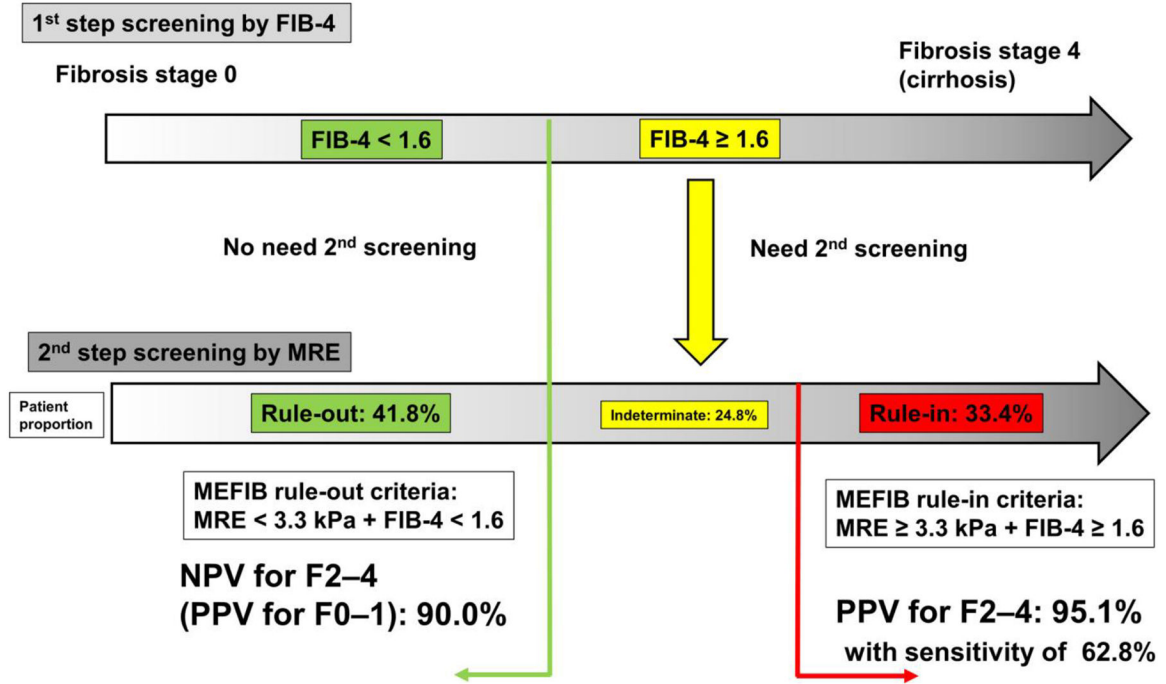 1st step screening by FIB-4
Fibrosis stage 0
Fibrosis stage 4
(cirrhosis)
FIB-4 < 1.6
FIB-4 ≥ 1.6
No need 2nd screening
Need 2nd screening
2nd step screening by MRE
Patient
proportion
Rule-out: 41.8%
Indeterminate: 24.8%
Rule-in: 33.4%
MEFIB rule-out criteria:
MRE < 3.3 kPa + FIB-4 < 1.6
MEFIB rule-in criteria:
MRE ≥ 3.3 kPa + FIB-4 ≥ 1.6
NPV for F2–4
(PPV for F0–1): 90.0%
PPV for F2–4: 95.1%
with sensitivity of 62.8%